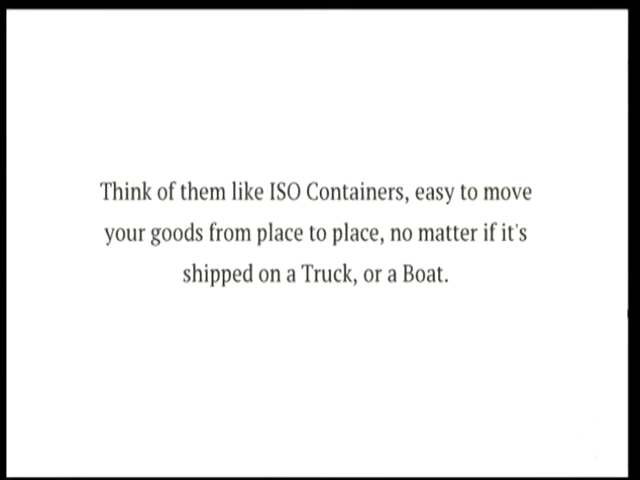 Think of them like ISO Containers, easy to move
your goods from place to place, no matter if it's
shipped on a Truck, or a Boat.